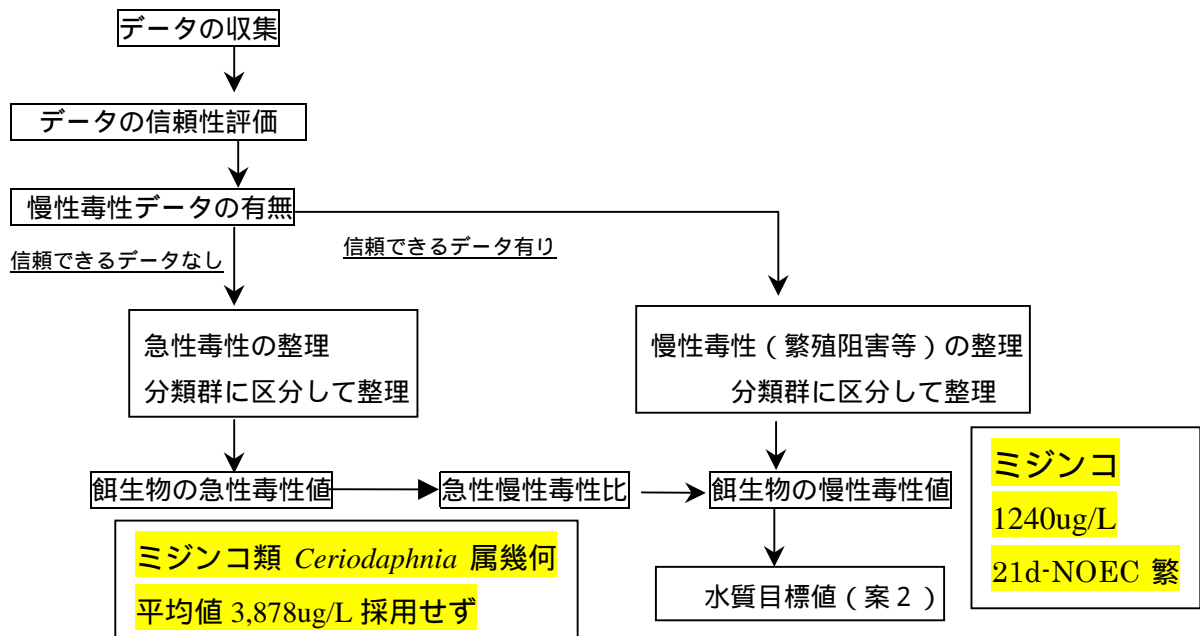 データの収集
データの信頼性評価
慢性毒性データの有無
信頼できるデータなし
信頼できるデータ有り
急性毒性の整理
分類群に区分して整理
慢性毒性（繁殖阻害等）の整理
分類群に区分して整理
餌生物の急性毒性値
急性慢性毒性比
餌生物の慢性毒性値
ミジンコ
1240ug/L
21d-NOEC 繁
ミジンコ類 Ceriodaphnia 属幾何
平均値 3,878ug/L 採用せず
水質目標値（案２）